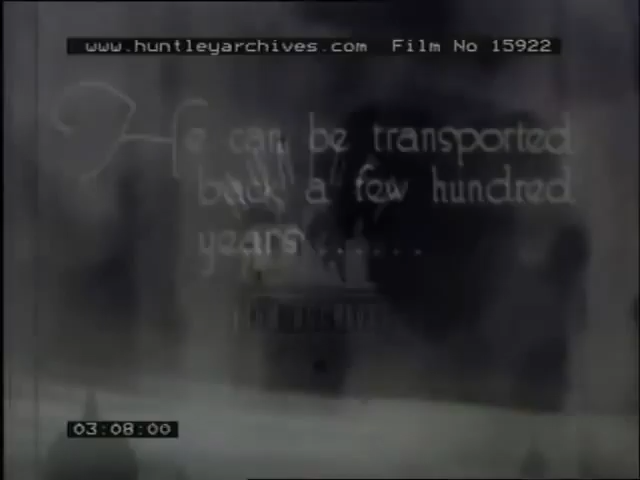 www.huntleyarchives.com Film No 15922
He can be transported
back a few hundred
years......
03:08:00